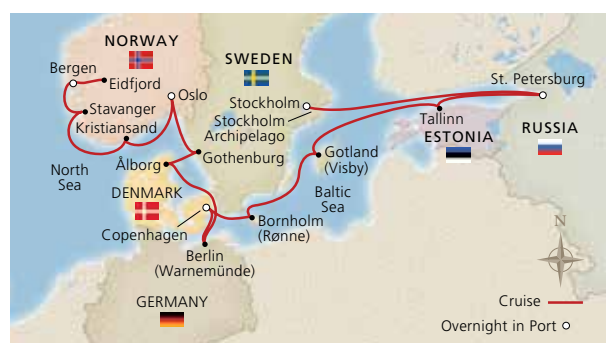 NORWAY
Bergen
Eidfjord
SWEDEN
Oslo
Stavanger
Kristiansand
Stockholm
Stockholm
Archipelago
St. Petersburg
Tallinn
ESTONIA
RUSSIA
North
Sea
Ålborg
Gothenburg
Gotland
(Visby)
DENMARK
Baltic
Sea
Copenhagen
Bornholm
(Rønne)
Berlin
(Warnemünde)
GERMANY
N
Cruise
Overnight in Port